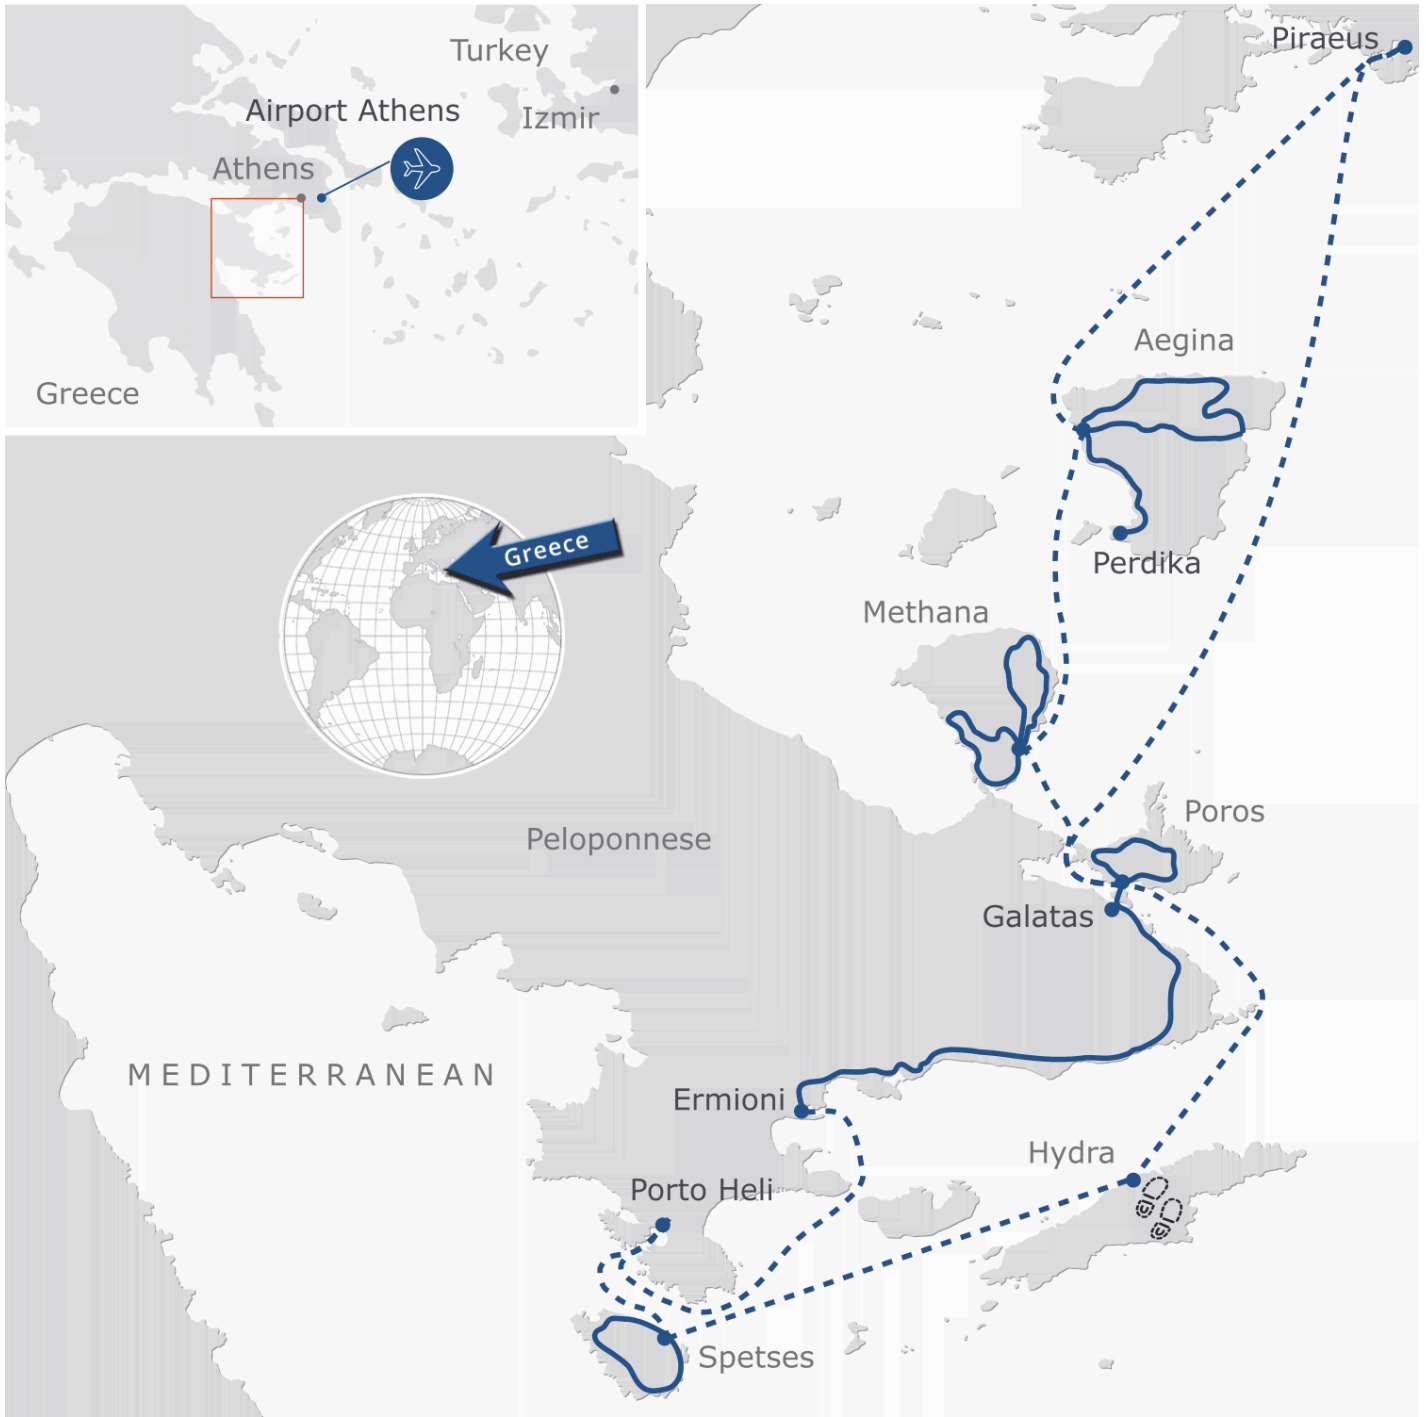 Turkey
Airport Athens
Izmir
Athens
Greece
Piraeus
Aegina
Greece
Perdika
Methana
Poros
Peloponnese
Galatas
MEDITERRANEAN
Ermioni
Hydra
Porto Heli
Spetses